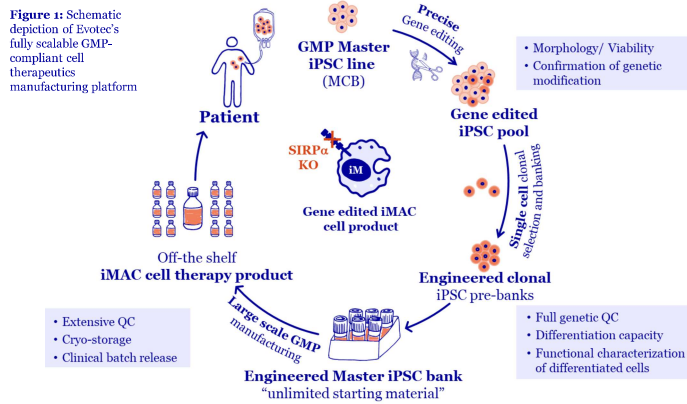 Figure 1: Schematic
depiction of Evotec's
fully scalable GMP-
compliant cell
therapeutics
manufacturing platform
GMP Master
iPSC line
(MCB)
Precise
Gene editing
• Morphology/ Viability
• Confirmation of genetic
modification
Gene edited
iPSC pool
Single cell clonal
selection and banking
Engineered clonal
iPSC pre-banks
• Full genetic QC
• Differentiation capacity
• Functional characterization
of differentiated cells
Engineered Master iPSC bank
“unlimited starting material”
Large scale GMP
manufacturing
• Extensive QC
• Cryo-storage
• Clinical batch release
Off-the shelf
iMAC cell therapy product
Patient
SIRPα
KO
iM
Gene edited iMAC
cell product